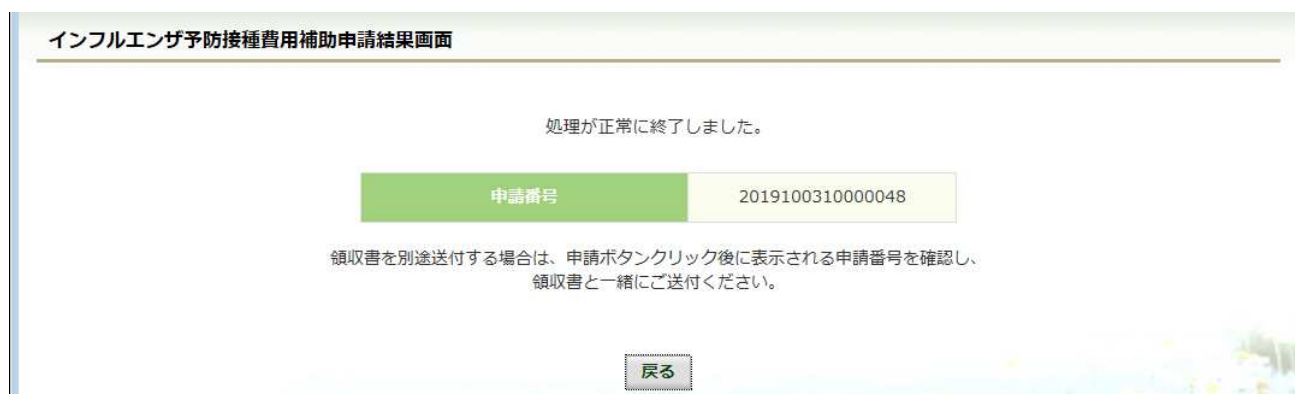 インフルエンザ予防接種費用補助申請結果画面
処理が正常に終了しました。
申請番号 2019100310000048
領収書を別途送付する場合は、申請ボタンクリック後に表示される申請番号を確認し、
領収書と一緒にご送付ください。
戻る